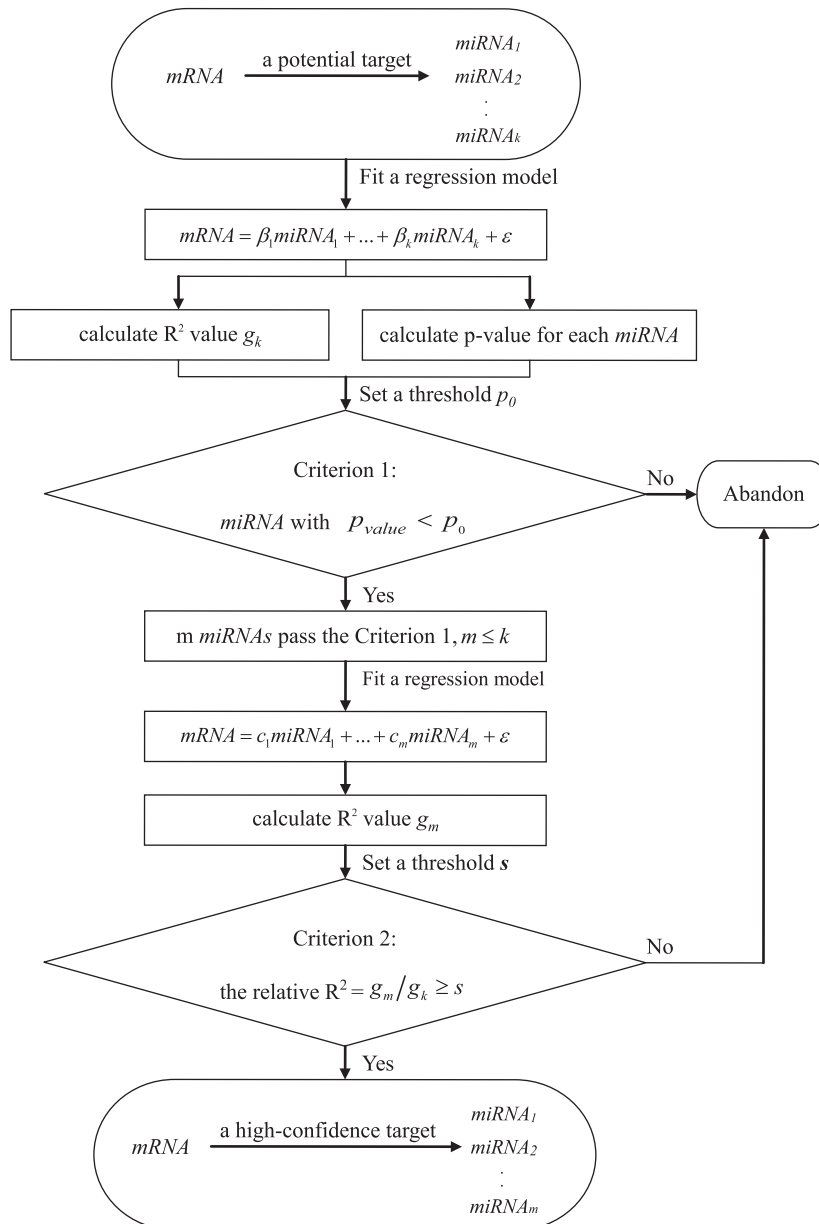 mRNA a potential target miRNA₁
miRNA₂
⋮
miRNAₖ
Fit a regression model
mRNA = β₁miRNA₁ + ... + βₖmiRNAₖ + ε
calculate R² value gₖ
calculate p-value for each miRNA
Set a threshold p₀
Criterion 1:
miRNA with p_value < p₀
No
Abandon
Yes
m miRNAs pass the Criterion 1, m ≤ k
Fit a regression model
mRNA = c₁miRNA₁ + ... + cₘmiRNAₘ + ε
calculate R² value gₘ
Set a threshold s
Criterion 2:
the relative R² = gₘ/gₖ ≥ s
No
Yes
mRNA a high-confidence target miRNA₁
miRNA₂
⋮
miRNAₘ